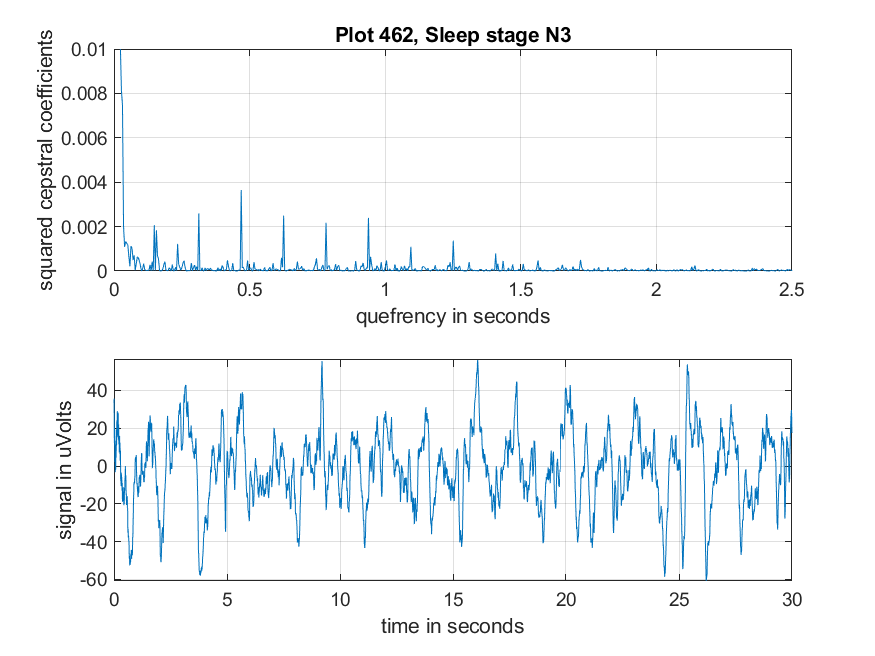 Plot 462, Sleep stage N3
squared cepstral coefficients
0.01
0.008
0.006
0.004
0.002
0
0 0.5 1 1.5 2 2.5
quefrency in seconds
signal in uVolts
40
20
0
-20
-40
-60
0 5 10 15 20 25 30
time in seconds